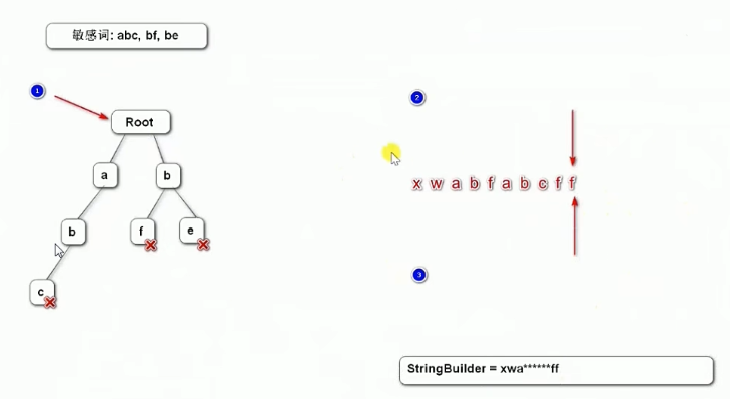 敏感词: abc, bf, be
1
Root
2
a
b
x w a b f a b c f f
b
f
e
3
c
StringBuilder = xwa******ff